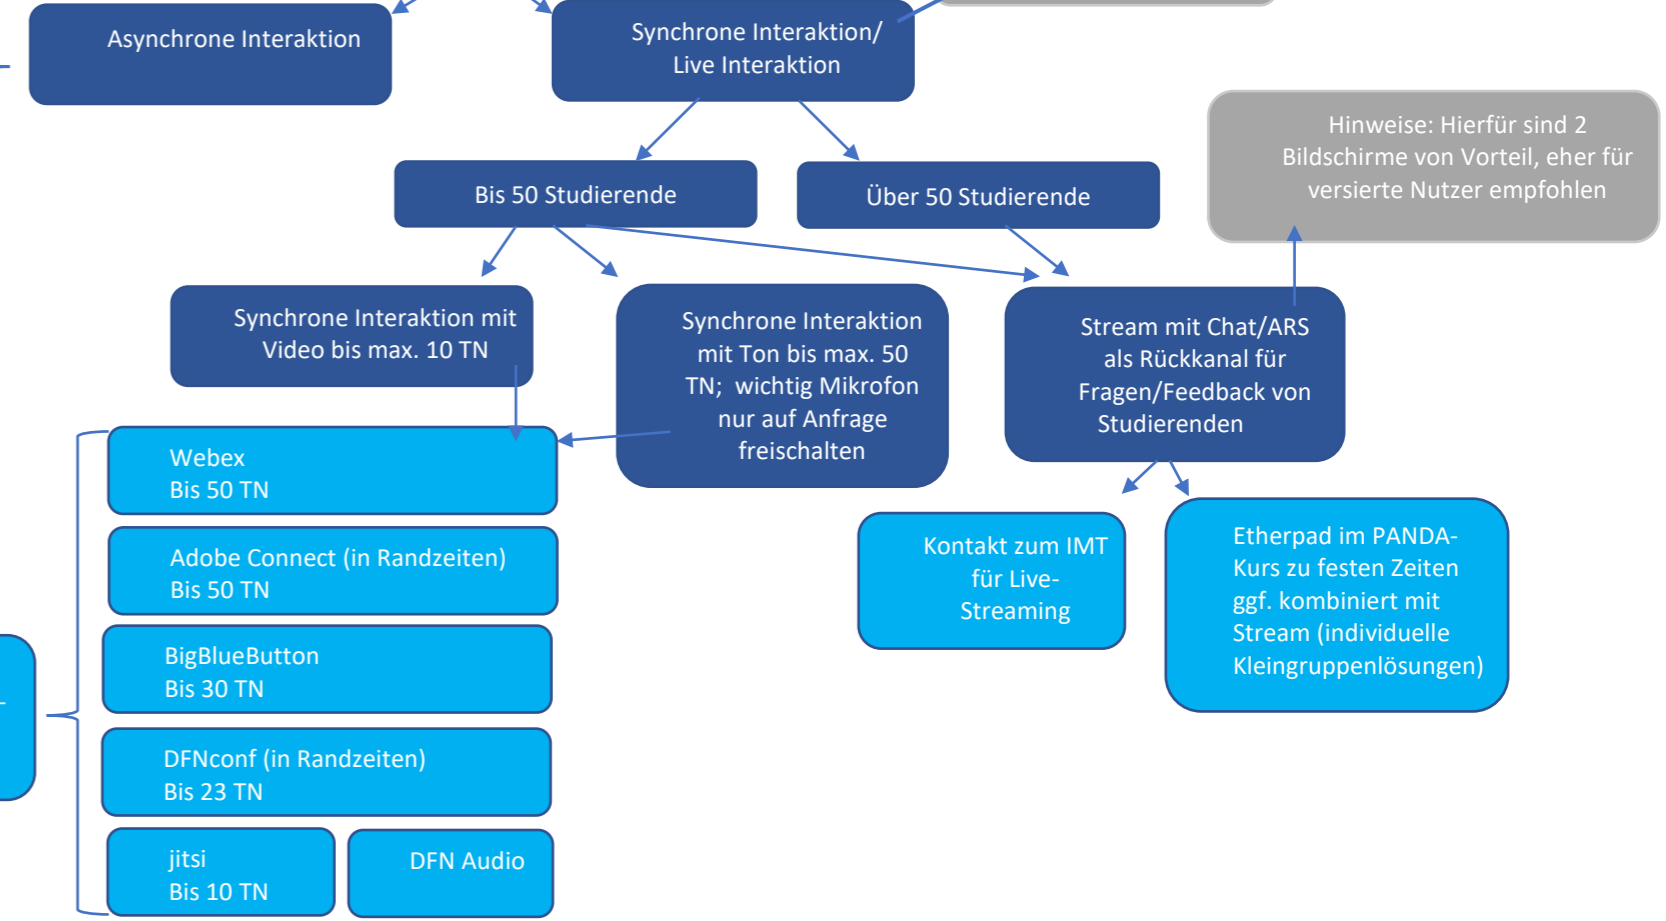 Asynchrone Interaktion
Synchrone Interaktion/
Live Interaktion
Hinweise: Hierfür sind 2
Bildschirme von Vorteil, eher für
versierte Nutzer empfohlen
Bis 50 Studierende
Über 50 Studierende
Synchrone Interaktion mit
Video bis max. 10 TN
Synchrone Interaktion
mit Ton bis max. 50
TN;  wichtig Mikrofon
nur auf Anfrage
freischalten
Stream mit Chat/ARS
als Rückkanal für
Fragen/Feedback von
Studierenden
Webex
Bis 50 TN
Adobe Connect (in Randzeiten)
Bis 50 TN
BigBlueButton
Bis 30 TN
DFNconf (in Randzeiten)
Bis 23 TN
jitsi
Bis 10 TN
DFN Audio
Kontakt zum IMT
für Live-
Streaming
Etherpad im PANDA-
Kurs zu festen Zeiten
ggf. kombiniert mit
Stream (individuelle
Kleingruppenlösungen)